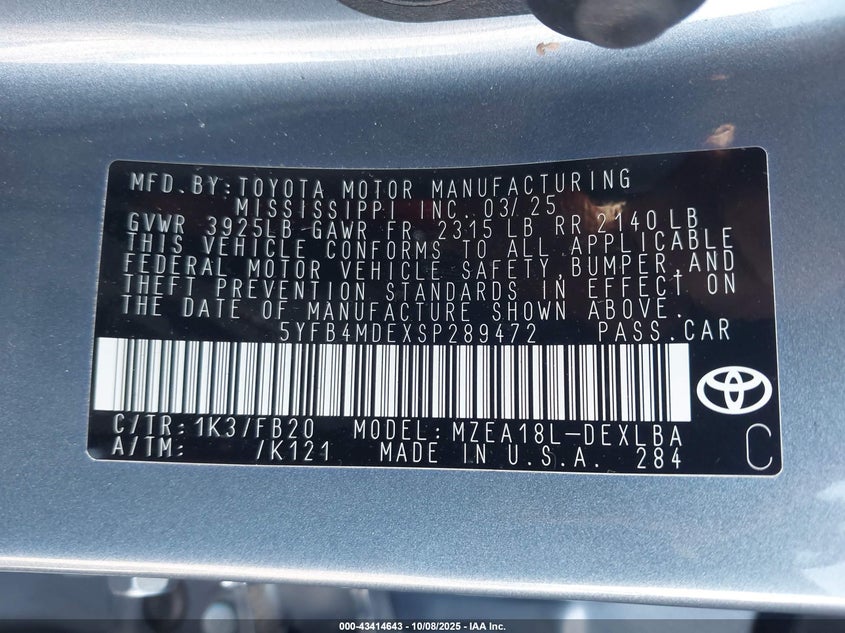 MFD.BY:TOYOTA MOTOR MANUFACTURING
MISSISSIPPI INC. 03/25
GVWR 3925LB GAWR FR 2315 LB RR 2140LB
THIS VEHICLE CONFORMS TO ALL APPLICABLE
FEDERAL MOTOR VEHICLE SAFETY,BUMPER,AND
THEFT PREVENTION STANDARDS IN EFFECT ON
THE DATE OF MANUFACTURE SHOWN ABOVE.
5YFB4MDEXSP289472 PASS.CAR
C/TR:1K3/FB20 MODEL:MZEA18L-DEXLBA
A/TM: /K121 MADE IN U.S.A. 284
C
000-43414643 - 10/08/2025 - IAA Inc.